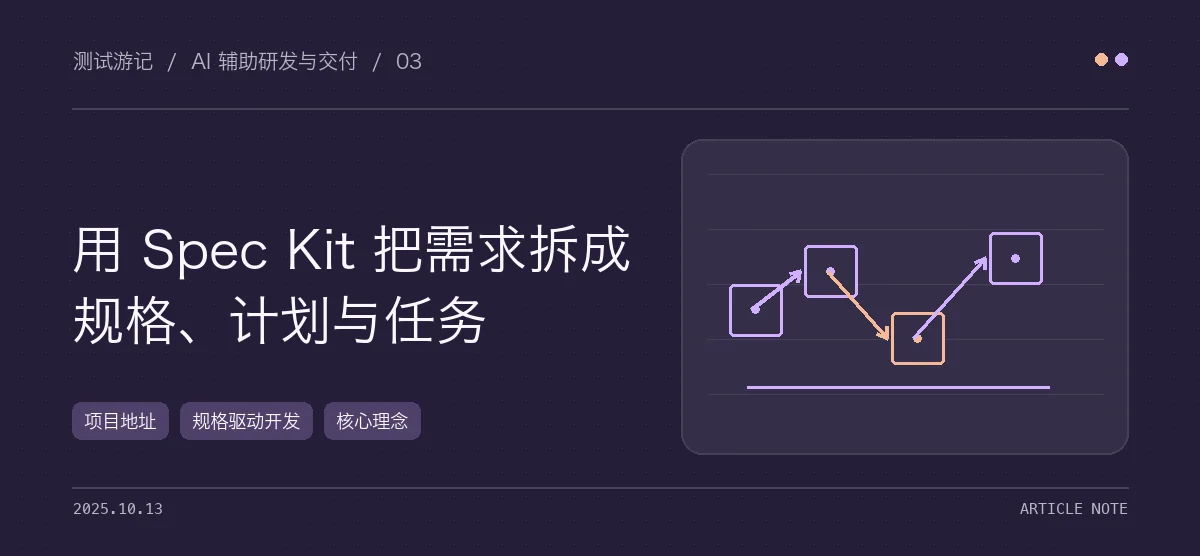 测试游记 / AI 辅助研发与交付 / 03
用 Spec Kit 把需求拆成
规格、计划与任务
项目地址 规格驱动开发 核心理念
2025.10.13
ARTICLE NOTE